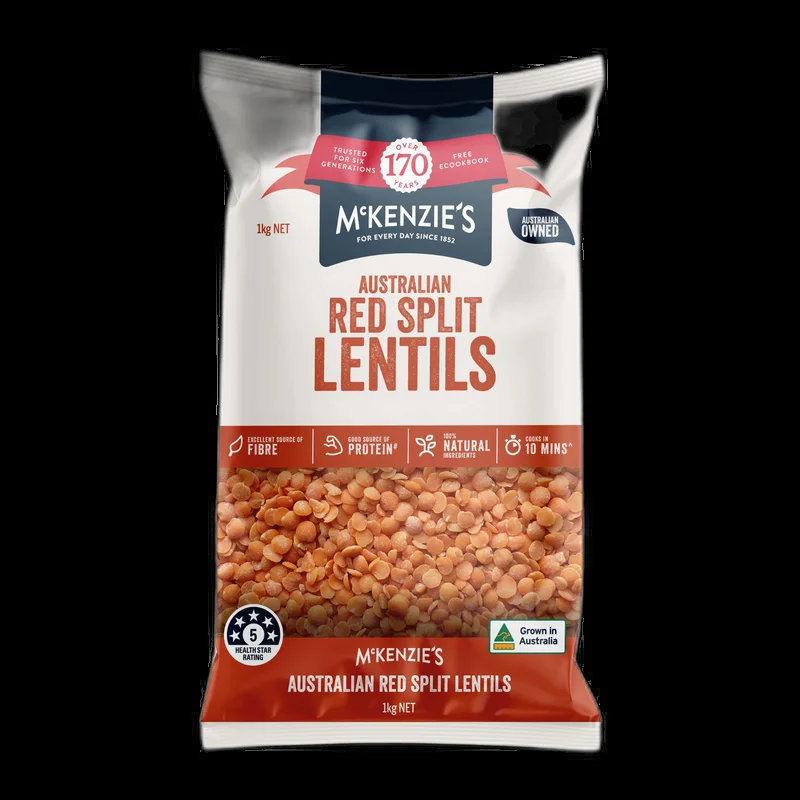 TRUSTED
FOR SIX
GENERATIONS
OVER
170
YEARS
FREE
ECOOKBOOK
McKENZIE'S
FOR EVERY DAY SINCE 1852
1kg NET
AUSTRALIAN
OWNED
AUSTRALIAN
RED SPLIT
LENTILS
EXCELLENT SOURCE OF
FIBRE
GOOD SOURCE OF
PROTEIN#
100%
NATURAL
INGREDIENTS
COOKS IN
10 MINS^
5
HEALTH STAR
RATING
Grown in
Australia
McKENZIE'S
AUSTRALIAN RED SPLIT LENTILS
1kg NET